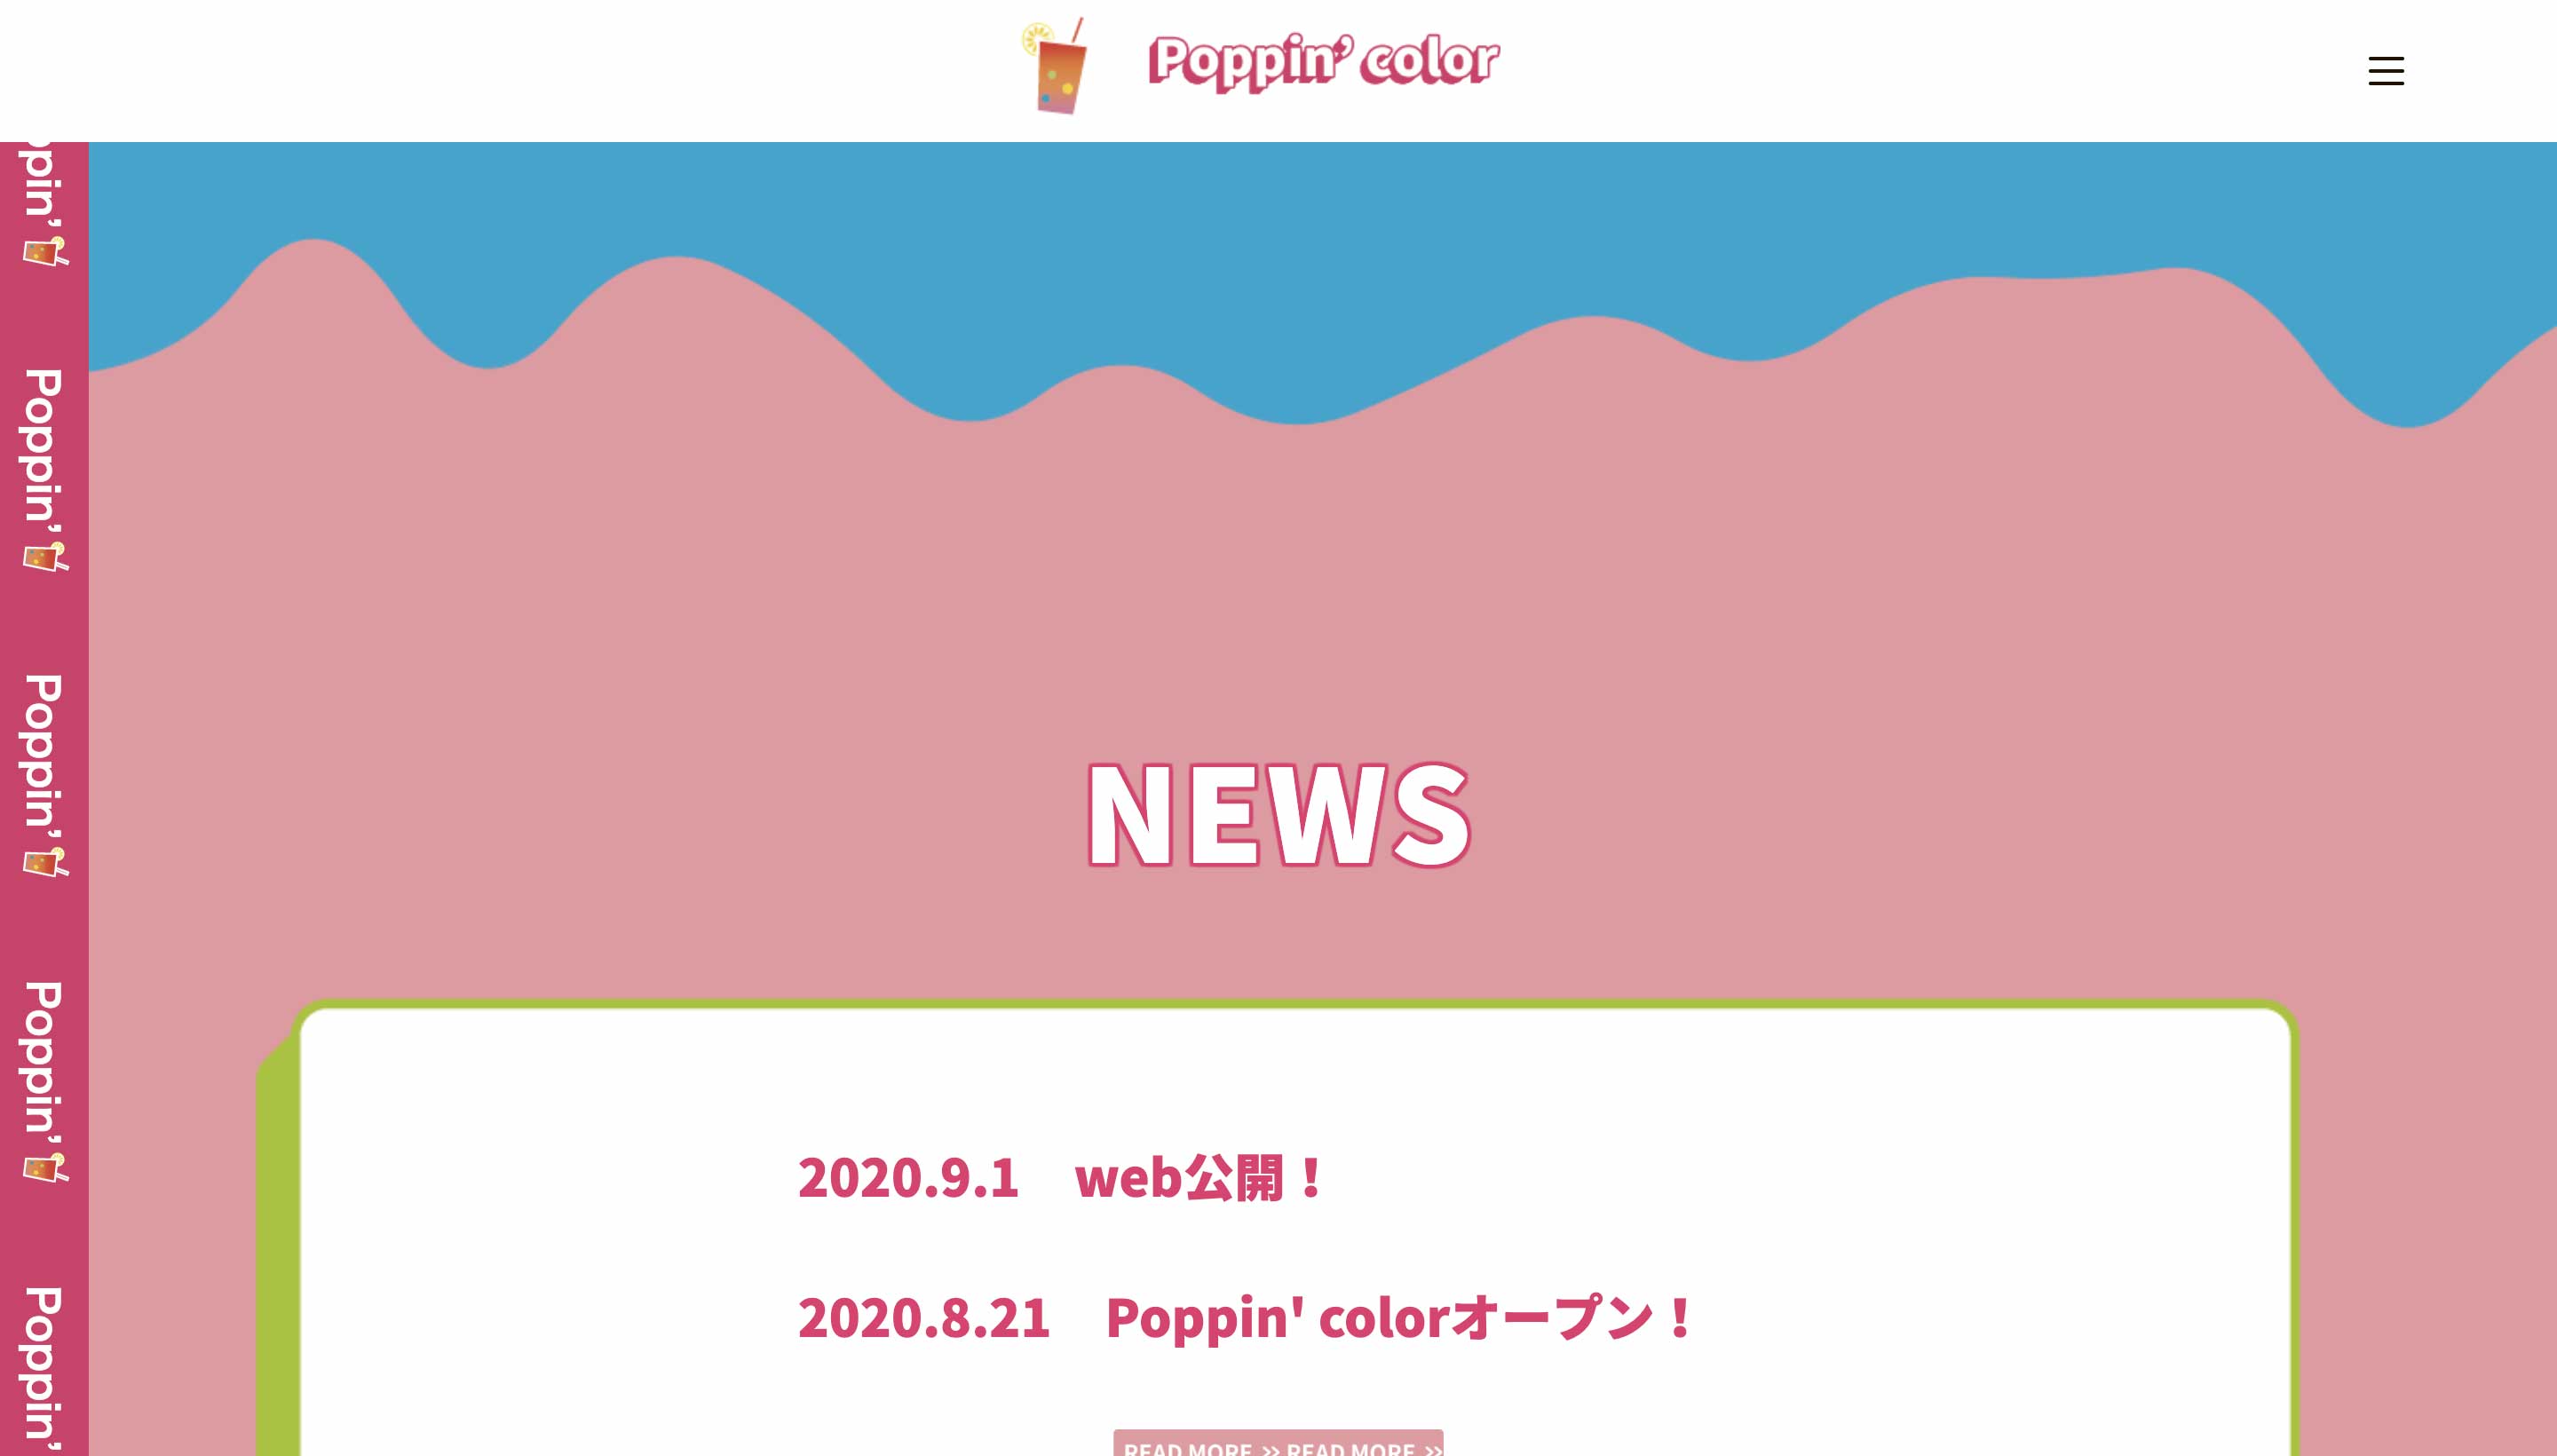 Poppin’ color
ppin’
Poppin’
Poppin’
Poppin’
Poppin’
NEWS
2020.9.1　web公開！
2020.8.21　Poppin' colorオープン！
READ MORE READ MORE